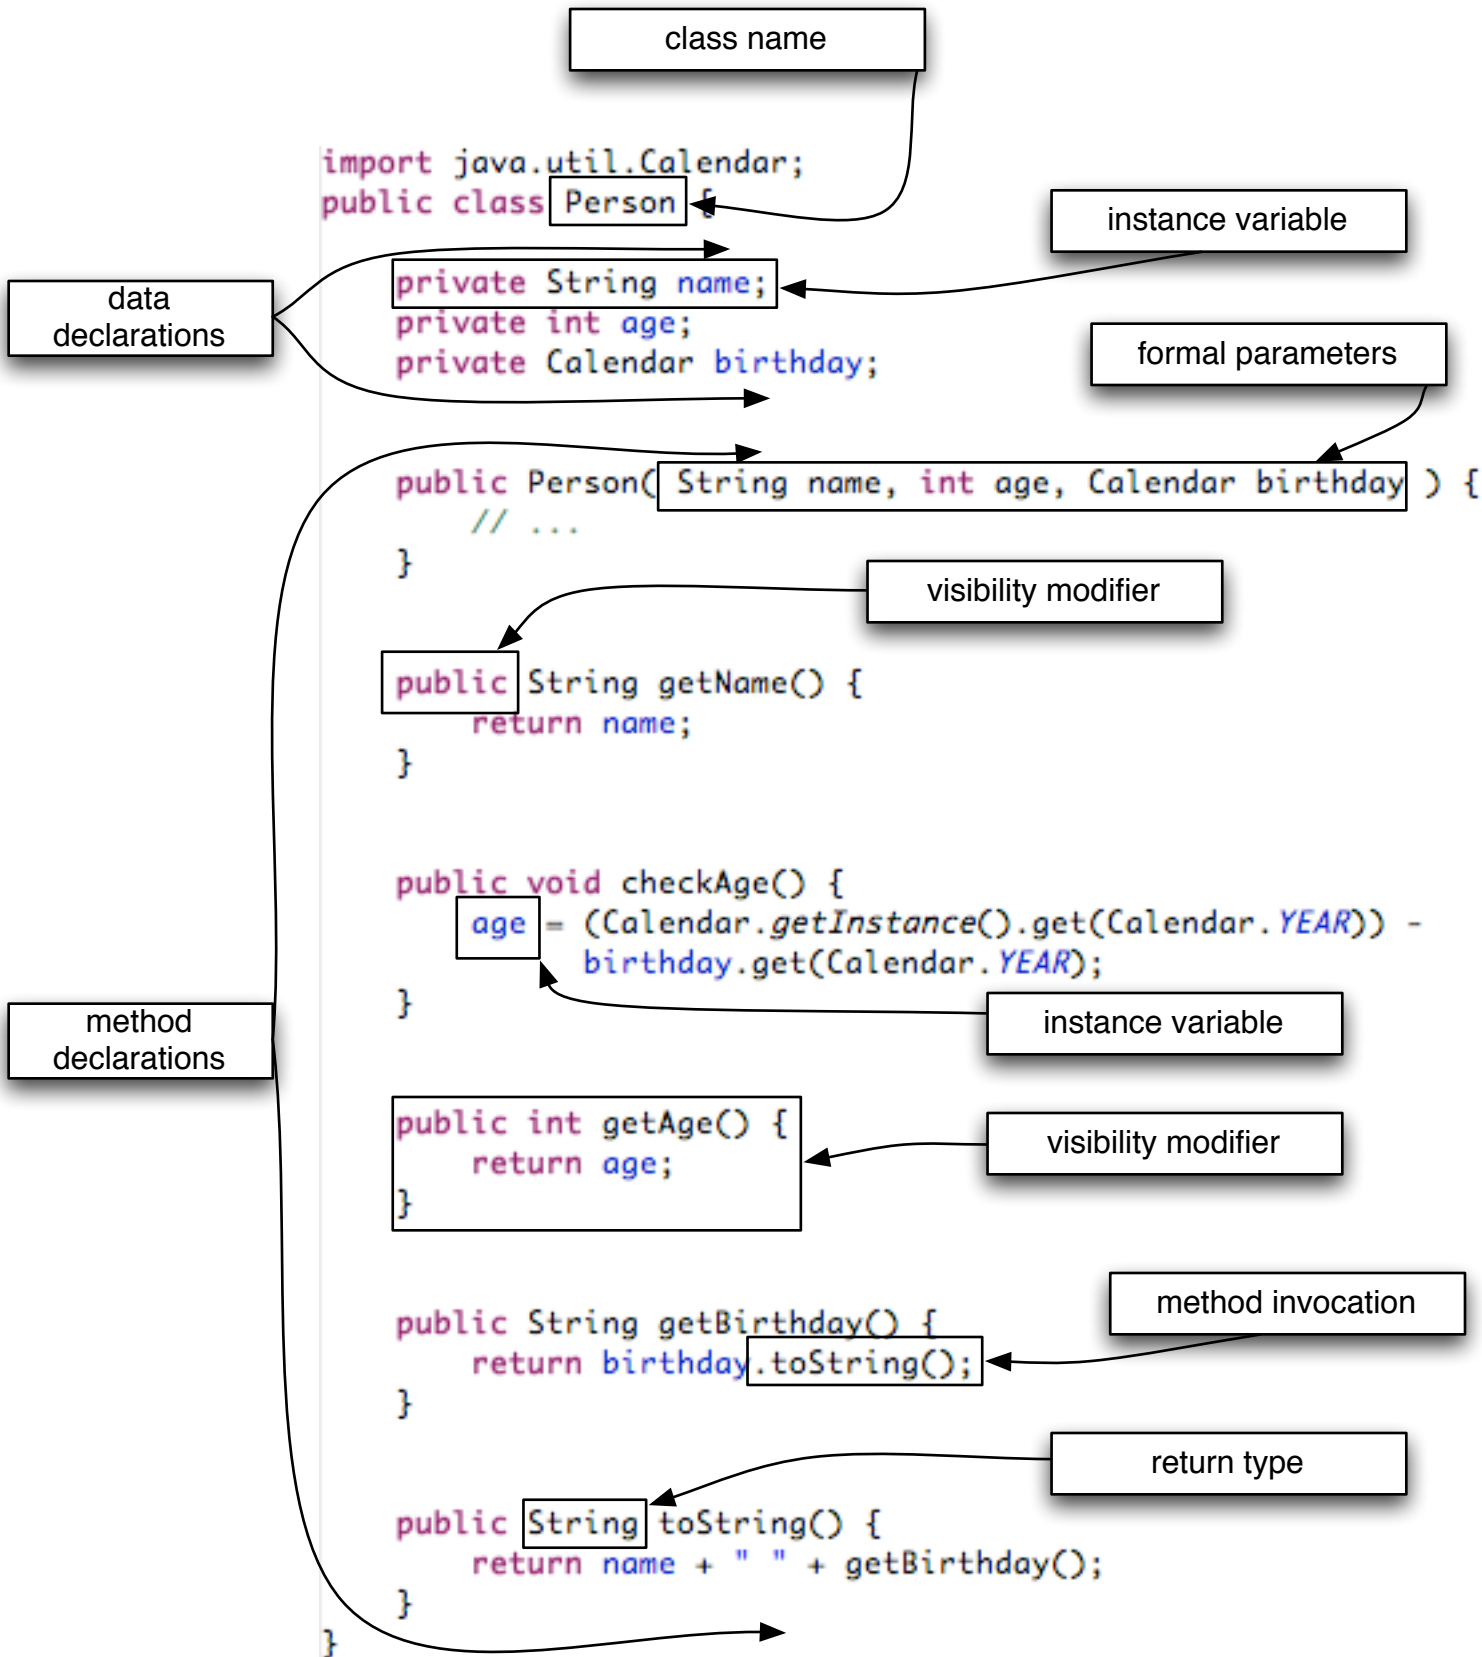 class name
import java.util.Calendar;
public class Person {
instance variable
data
declarations
private String name;
private int age;
private Calendar birthday;
formal parameters
public Person( String name, int age, Calendar birthday ) {
// ...
}
visibility modifier
public String getName() {
return name;
}
public void checkAge() {
age = (Calendar.getInstance().get(Calendar.YEAR)) -
birthday.get(Calendar.YEAR);
}
instance variable
method
declarations
public int getAge() {
return age;
}
visibility modifier
method invocation
public String getBirthday() {
return birthday.toString();
}
return type
public String toString() {
return name + " " + getBirthday();
}
}